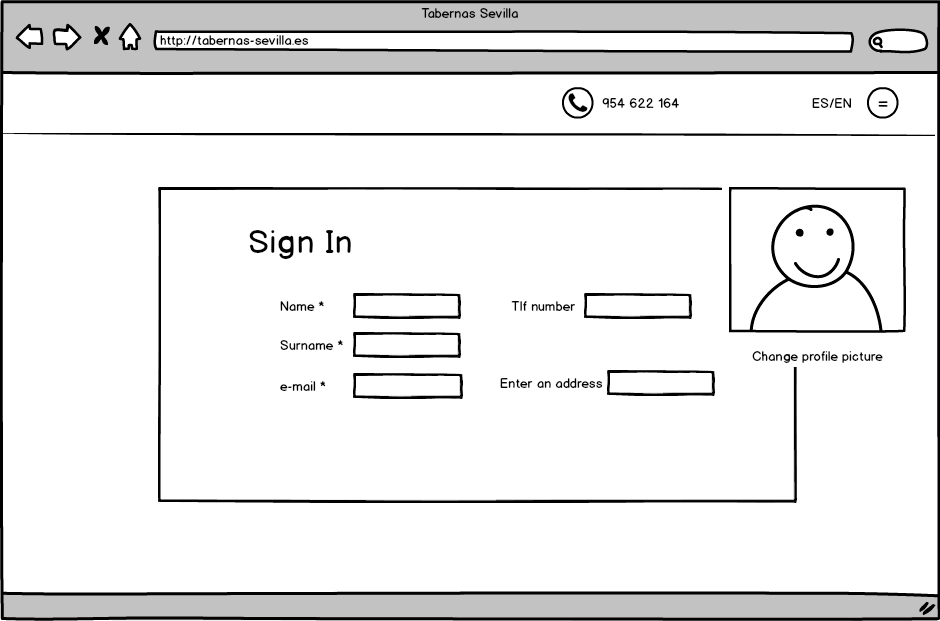 Tabernas Sevilla
http://tabernas-sevilla.es
954 622 164
ES/EN
Sign In
Name *
Tlf number
Surname *
Change profile picture
e-mail *
Enter an address